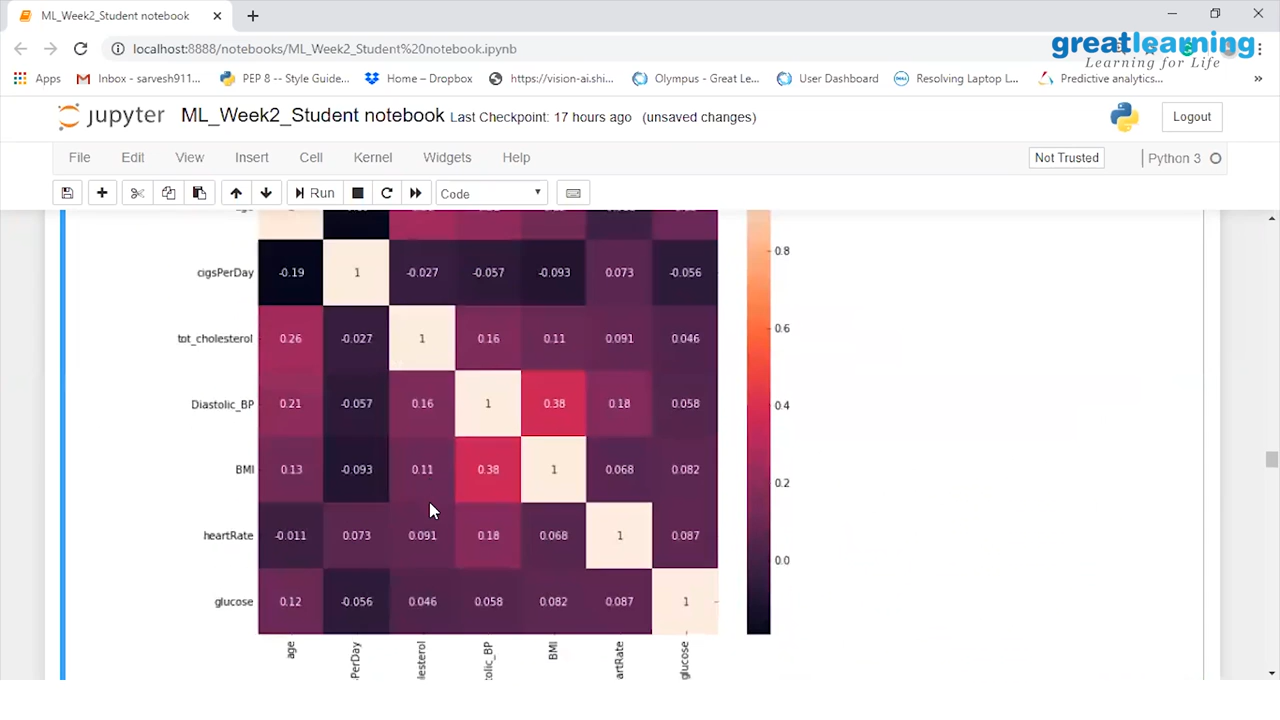 ML_Week2_Student notebook
localhost:8888/notebooks/ML_Week2_Student%20notebook.ipynb
greatlearning
Learning for Life
Apps Inbox - sarvesh911... PEP 8 -- Style Guide... Home – Dropbox https://vision-ai.shi... Olympus - Great Le... User Dashboard Resolving Laptop L... Predictive analytics... »
jupyter ML_Week2_Student notebook Last Checkpoint: 17 hours ago (unsaved changes) Logout
File Edit View Insert Cell Kernel Widgets Help Not Trusted Python 3
Run Code
0.8
cigsPerDay -0.19 1 -0.027 -0.057 -0.093 0.073 -0.056
0.6
tot_cholesterol 0.26 -0.027 1 0.16 0.11 0.091 0.046
Diastolic_BP 0.21 -0.057 0.16 1 0.38 0.18 0.058
0.4
BMI 0.13 -0.093 0.11 0.38 1 0.068 0.082
0.2
heartRate -0.011 0.073 0.091 0.18 0.068 1 0.087
0.0
glucose 0.12 -0.056 0.046 0.058 0.082 0.087 1
age PerDay lesterol tolic_BP BMI artRate glucose